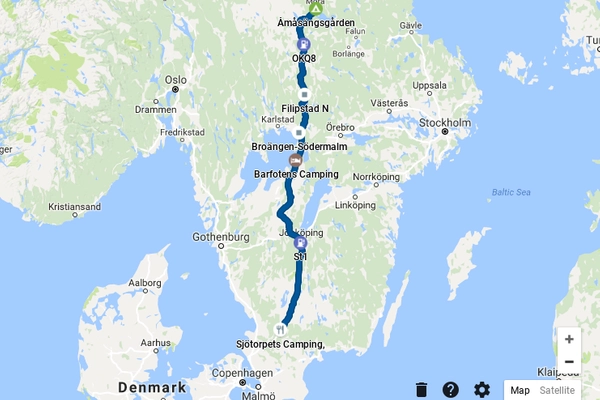 Mora
Åmåsängsgården
Gävle
Falun
OKQ8
Borlänge
Uppsala
Oslo
Filipstad N
Västerås
Drammen
Karlstad
Örebro
Stockholm
Fredrikstad
Broängen-Södermalm
Barfotens Camping
Norrköping
Baltic Sea
Linköping
Kristiansand
Gothenburg
St1
Aalborg
Aarhus
Sjötorpets Camping,
Copenhagen
Klaipeda
Denmark
Malmö
+
−
Map
Satellite